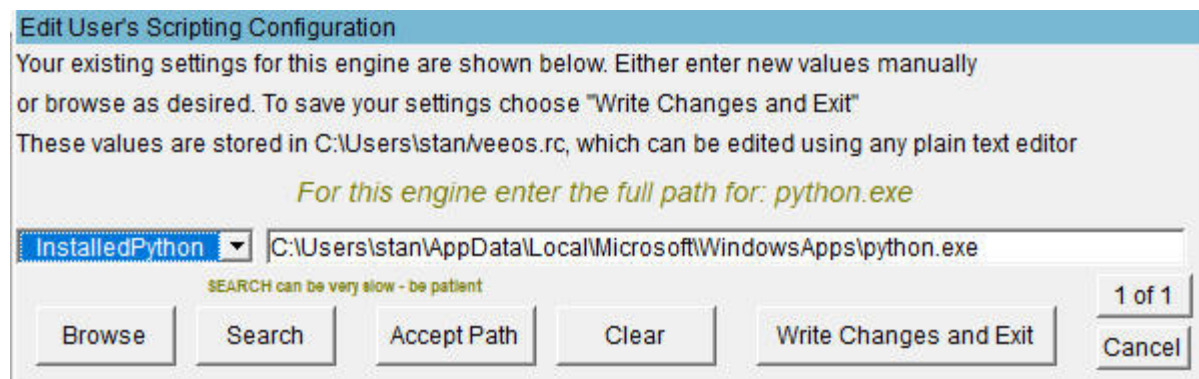 Edit User's Scripting Configuration
Your existing settings for this engine are shown below. Either enter new values manually
or browse as desired. To save your settings choose "Write Changes and Exit"
These values are stored in C:\Users\stan/veeos.rc, which can be edited using any plain text editor
For this engine enter the full path for: python.exe
InstalledPython C:\Users\stan\AppData\Local\Microsoft\WindowsApps\python.exe
SEARCH can be very slow - be patient
1 of 1
Browse Search Accept Path Clear Write Changes and Exit
Cancel